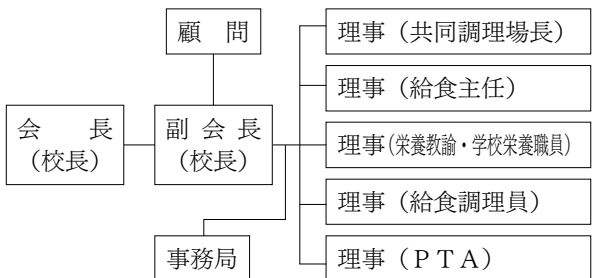 顧　問
会　長
（校長）
副 会 長
（校長）
事務局
理事（共同調理場長）
理事（給食主任）
理事（栄養教諭・学校栄養職員）
理事（給食調理員）
理事（ＰＴＡ）